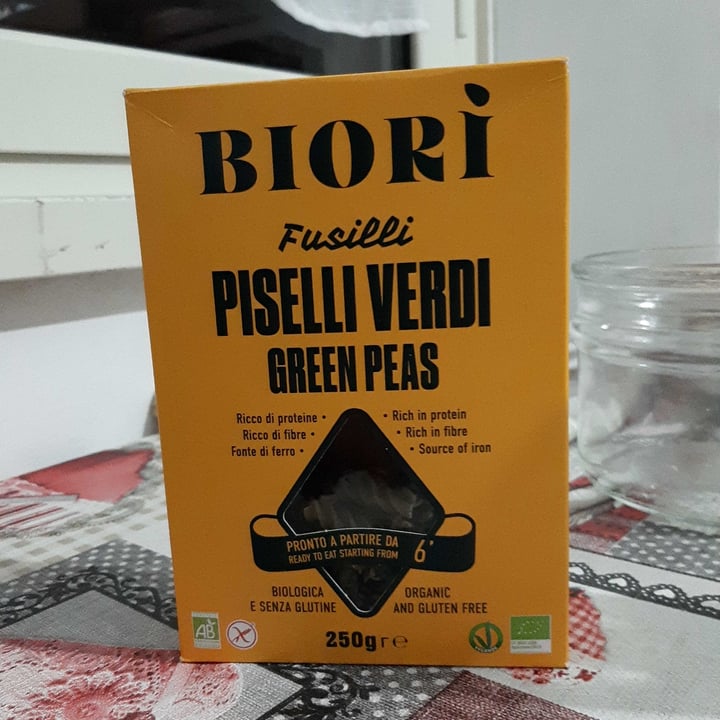 BIORÌ
Fusilli
PISELLI VERDI
GREEN PEAS
Ricco di proteine •
Ricco di fibre •
Fonte di ferro •
• Rich in protein
• Rich in fibre
• Source of iron
PRONTO A PARTIRE DA
READY TO EAT STARTING FROM
6'
BIOLOGICA
E SENZA GLUTINE
ORGANIC
AND GLUTEN FREE
AB
250g r e